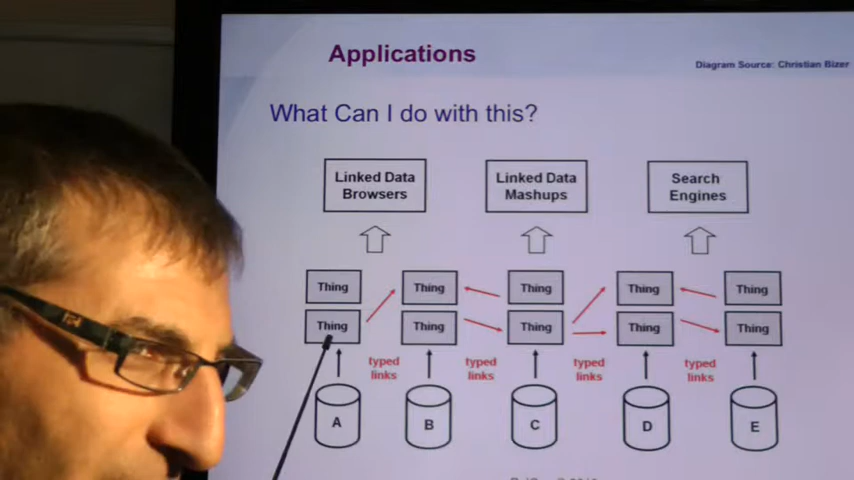 Applications
Diagram Source: Christian Bizer
What Can I do with this?
Linked Data
Browsers
Linked Data
Mashups
Search
Engines
Thing
Thing
Thing
Thing
Thing
Thing
Thing
Thing
Thing
Thing
typed
links
typed
links
typed
links
typed
links
A
B
C
D
E